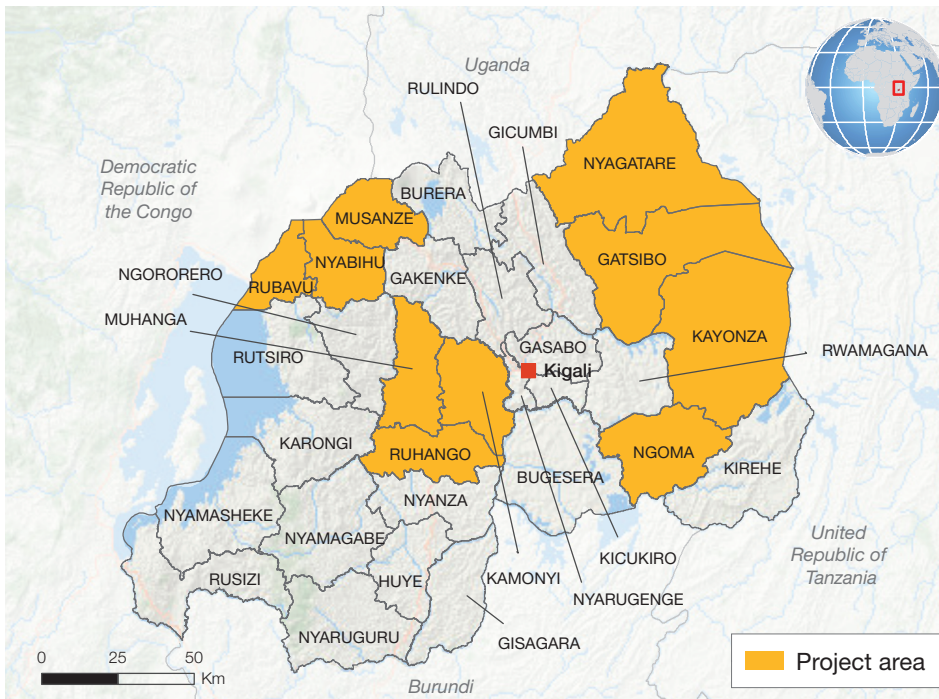 Uganda
RULINDO
GICUMBI
NYAGATARE
Democratic
Republic of
the Congo
BURERA
MUSANZE
NGORORERO
NYABIHU
GAKENKE
GATSIBO
RUBAVU
MUHANGA
KAYONZA
GASABO
RWAMAGANA
RUTSIRO
Kigali
KARONGI
RUHANGO
NGOMA
KIREHE
BUGESERA
NYANZA
NYAMASHEKE
NYAMAGABE
United
Republic of
Tanzania
KICUKIRO
RUSIZI
HUYE
KAMONYI
NYARUGENGE
NYARUGURU
GISAGARA
0 25 50
Km
Burundi
Project area